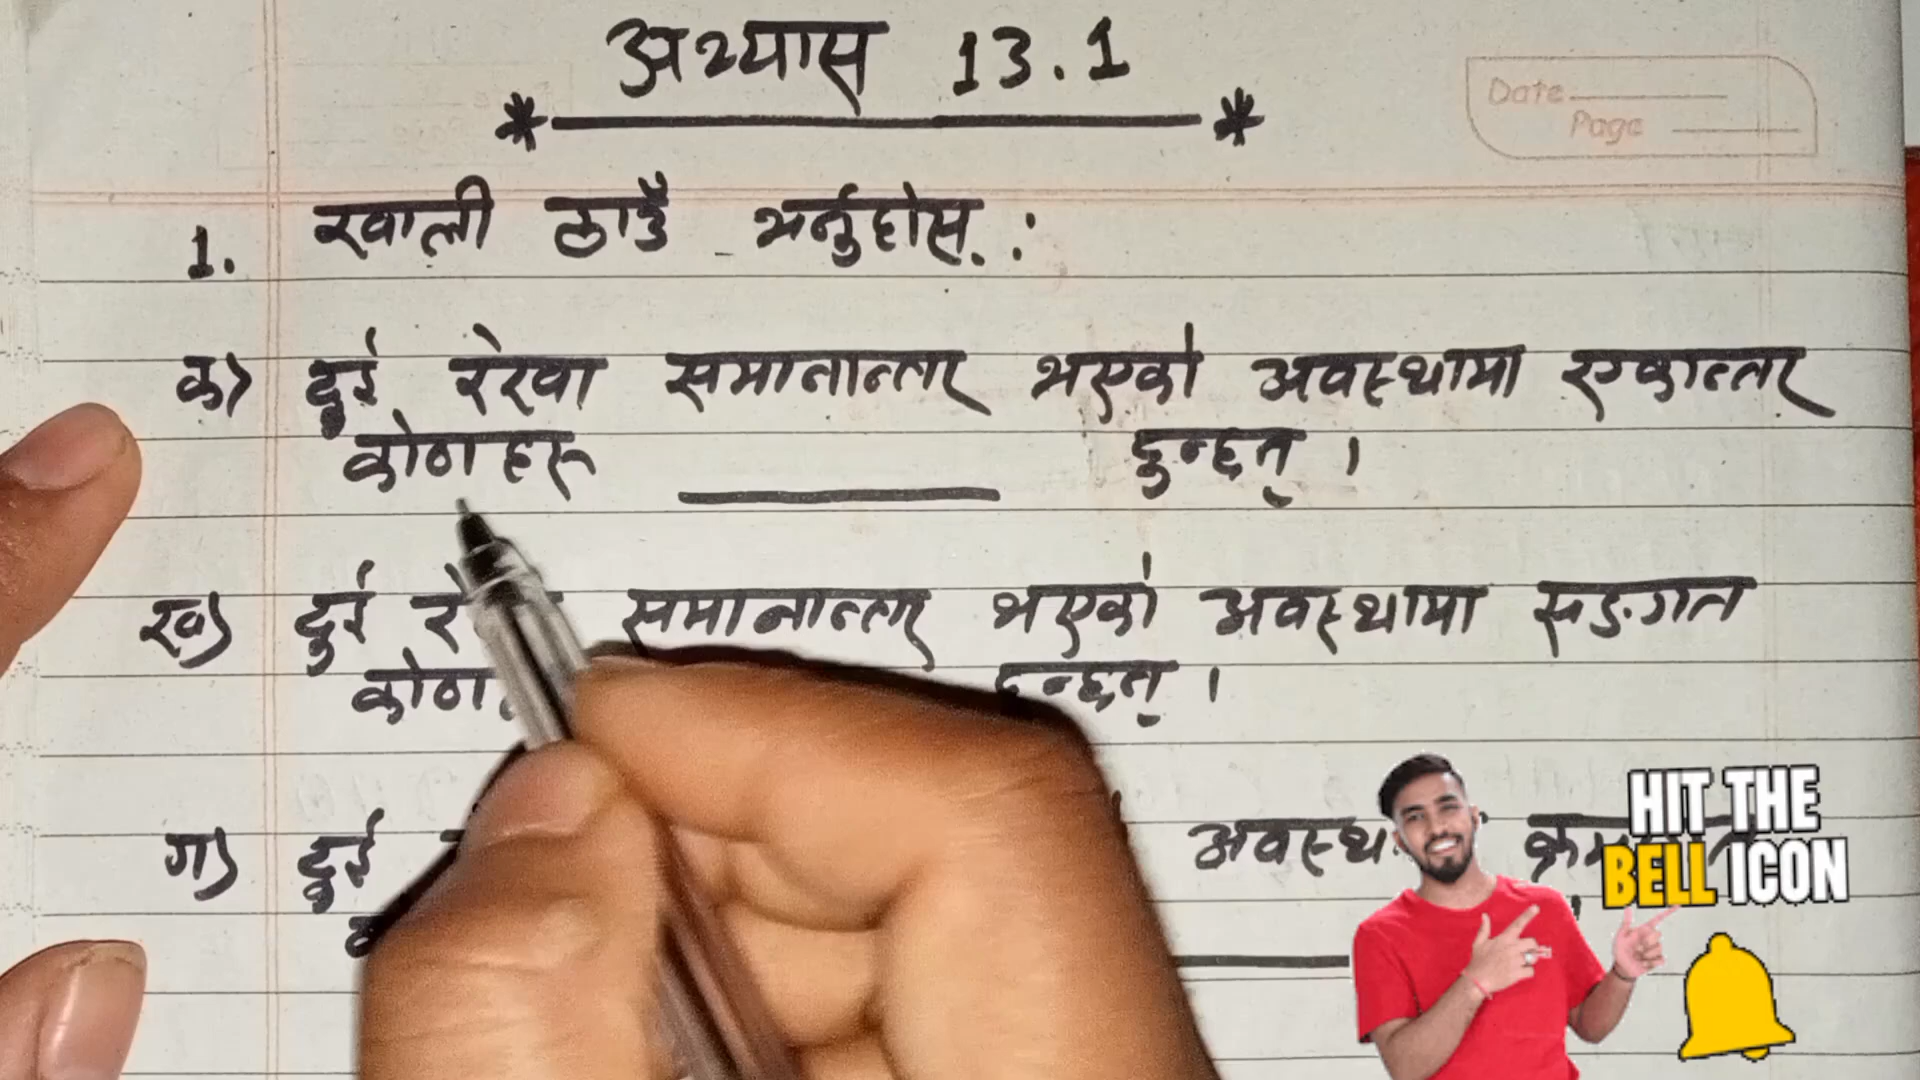 अभ्यास 13.1
Date
Page
1. खाली ठाउँ भर्नुहोस् :
क) दुई रेखा समानान्तर भएको अवस्थामा एकान्तर
कोणहरू ______ हुन्छन् ।
ख) दुई समानान्तर भएको अवस्थामा सङ्गत
हुन्छन् ।
ग) दुई
HIT THE
BELL ICON